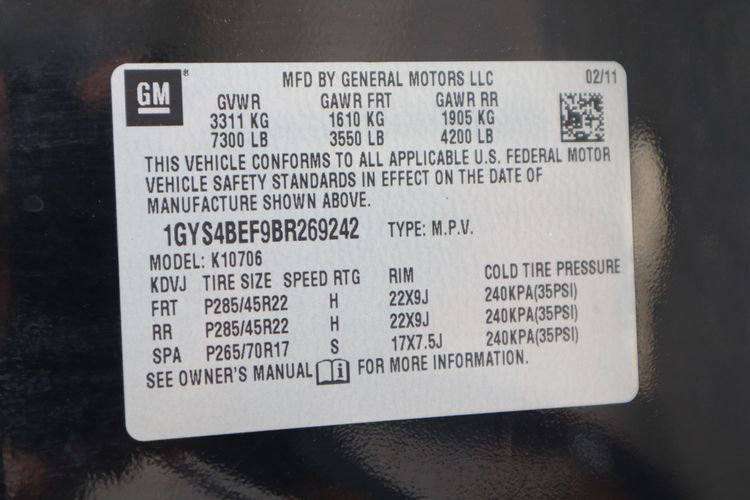 GM
MFD BY GENERAL MOTORS LLC 02/11
GVWR GAWR FRT GAWR RR
3311 KG 1610 KG 1905 KG
7300 LB 3550 LB 4200 LB
THIS VEHICLE CONFORMS TO ALL APPLICABLE U.S. FEDERAL MOTOR
VEHICLE SAFETY STANDARDS IN EFFECT ON THE DATE OF
MANUFACTURE SHOWN ABOVE.
1GYS4BEF9BR269242 TYPE: M.P.V.
MODEL: K10706
KDVJ TIRE SIZE SPEED RTG RIM COLD TIRE PRESSURE
FRT P285/45R22 H 22X9J 240KPA(35PSI)
RR P285/45R22 H 22X9J 240KPA(35PSI)
SPA P265/70R17 S 17X7.5J 240KPA(35PSI)
SEE OWNER'S MANUAL i FOR MORE INFORMATION.